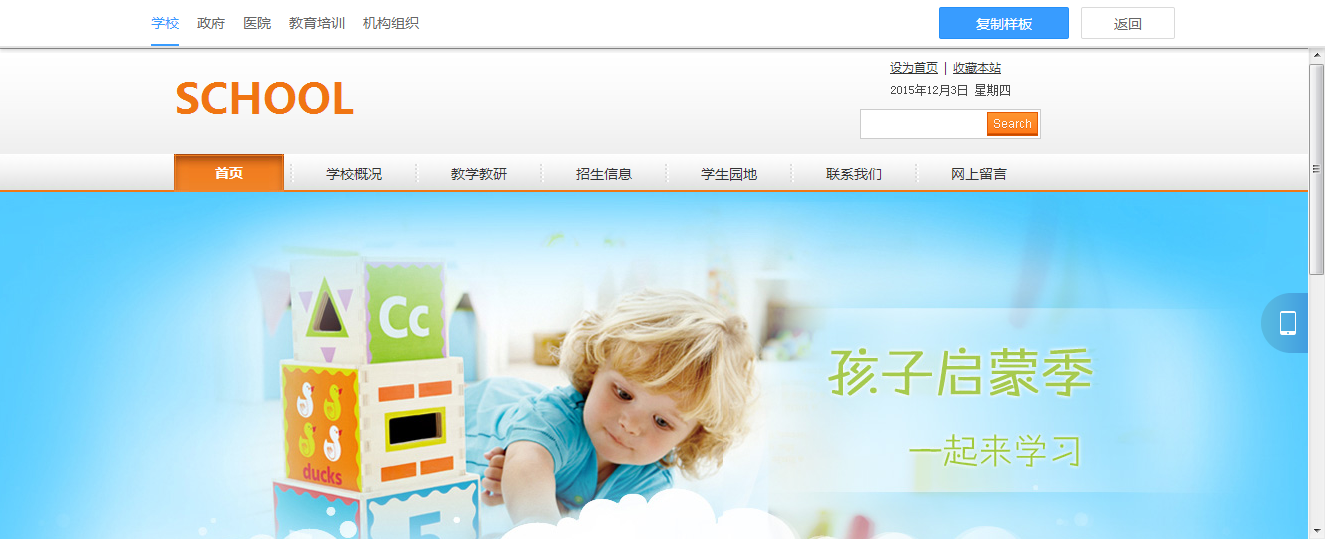 学校 政府 医院 教育培训 机构组织 复制样板 返回
设为首页 | 收藏本站
SCHOOL
2015年12月3日 星期四
Search
首页 学校概况 教学教研 招生信息 学生园地 联系我们 网上留言
Cc
孩子启蒙季
一起来学习
ducks